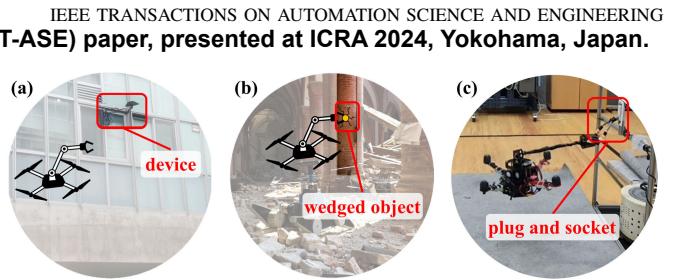 IEEE TRANSACTIONS ON AUTOMATION SCIENCE AND ENGINEERING
T-ASE) paper, presented at ICRA 2024, Yokohama, Japan.
(a)
device
(b)
wedged object
(c)
plug and socket